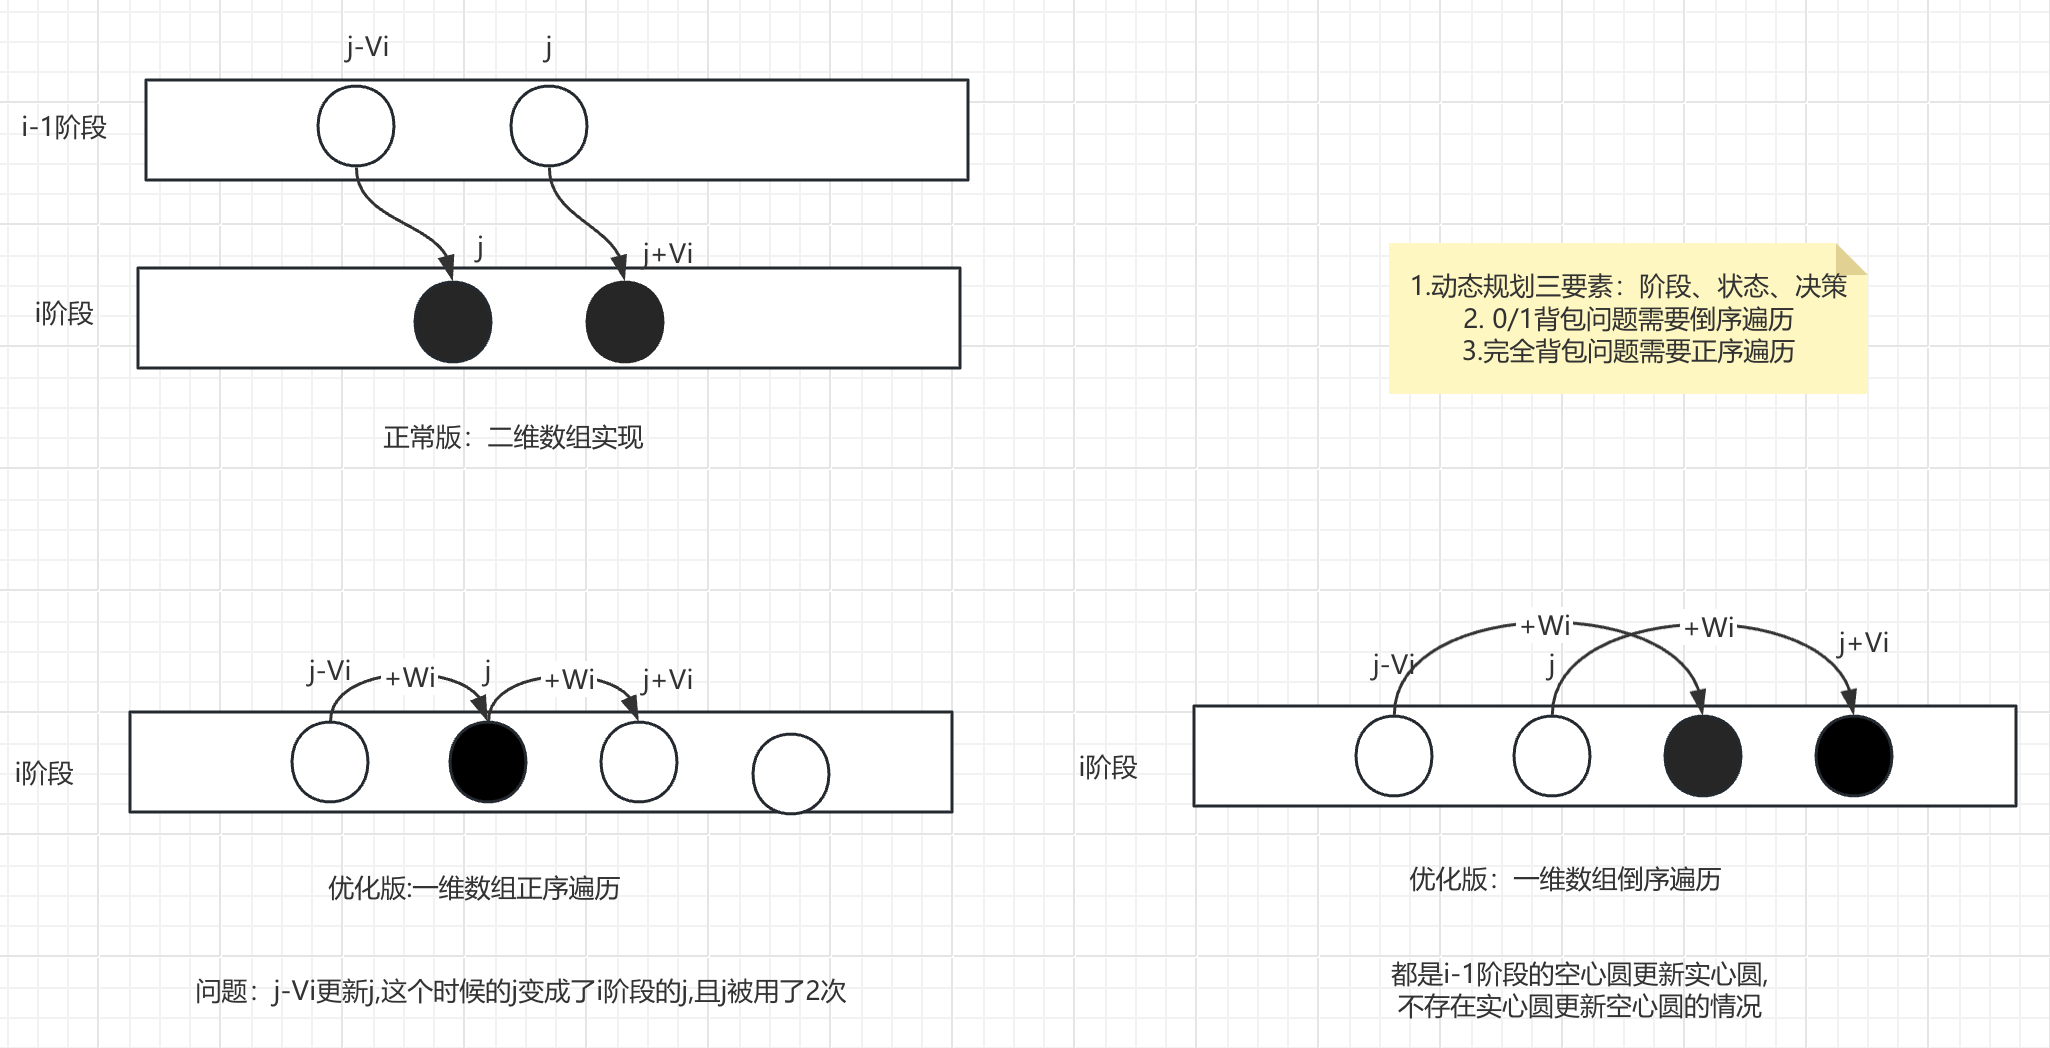 j-Vi
j
i-1阶段
j
j+Vi
i阶段
正常版：二维数组实现
1.动态规划三要素：阶段、状态、决策
2. 0/1背包问题需要倒序遍历
3.完全背包问题需要正序遍历
j-Vi
+Wi
j
+Wi
j+Vi
i阶段
优化版:一维数组正序遍历
问题：j-Vi更新j,这个时候的j变成了i阶段的j,且j被用了2次
+Wi
+Wi
j-Vi
j
j+Vi
i阶段
优化版：一维数组倒序遍历
都是i-1阶段的空心圆更新实心圆,
不存在实心圆更新空心圆的情况